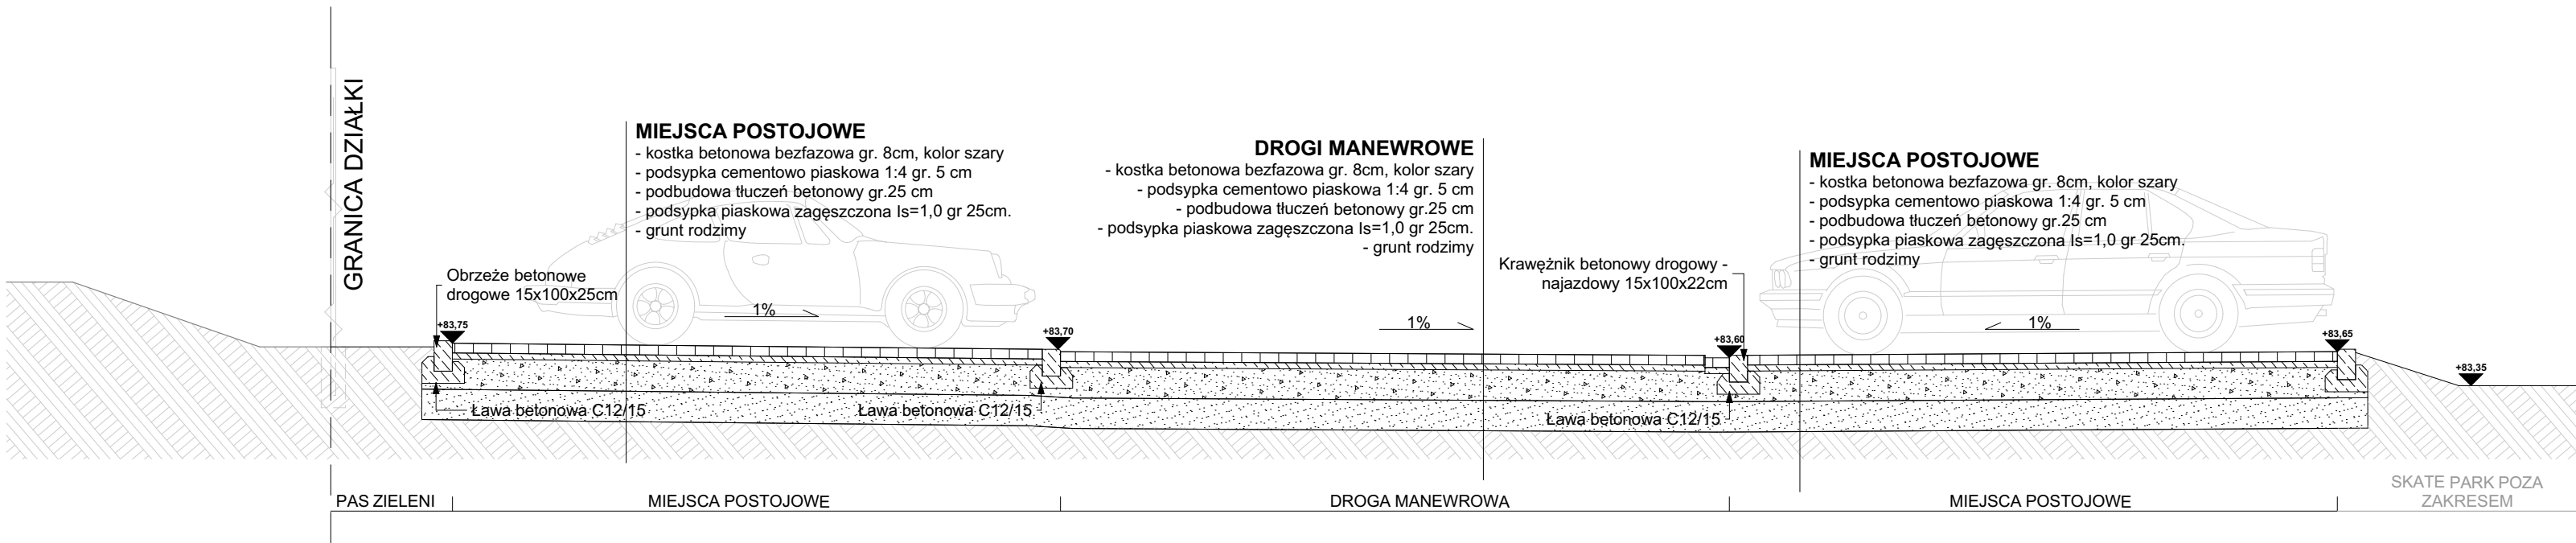 GRANICA DZIAŁKI
MIEJSCA POSTOJOWE
- kostka betonowa bezfazowa gr. 8cm, kolor szary
- podsypka cementowo piaskowa 1:4 gr. 5 cm
- podbudowa tłuczeń betonowy gr.25 cm
- podsypka piaskowa zagęszczona Is=1,0 gr 25cm.
- grunt rodzimy
DROGI MANEWROWE
- kostka betonowa bezfazowa gr. 8cm, kolor szary
- podsypka cementowo piaskowa 1:4 gr. 5 cm
- podbudowa tłuczeń betonowy gr.25 cm
- podsypka piaskowa zagęszczona Is=1,0 gr 25cm.
- grunt rodzimy
MIEJSCA POSTOJOWE
- kostka betonowa bezfazowa gr. 8cm, kolor szary
- podsypka cementowo piaskowa 1:4 gr. 5 cm
- podbudowa tłuczeń betonowy gr.25 cm
- podsypka piaskowa zagęszczona Is=1,0 gr 25cm.
- grunt rodzimy
Obrzeże betonowe
drogowe 15x100x25cm
Krawężnik betonowy drogowy -
najazdowy 15x100x22cm
1%
1%
1%
+83,75
+83,70
+83,60
+83,65
+83,35
Ława betonowa C12/15
Ława betonowa C12/15
Ława betonowa C12/15
PAS ZIELENI
MIEJSCA POSTOJOWE
DROGA MANEWROWA
MIEJSCA POSTOJOWE
SKATE PARK POZA
ZAKRESEM